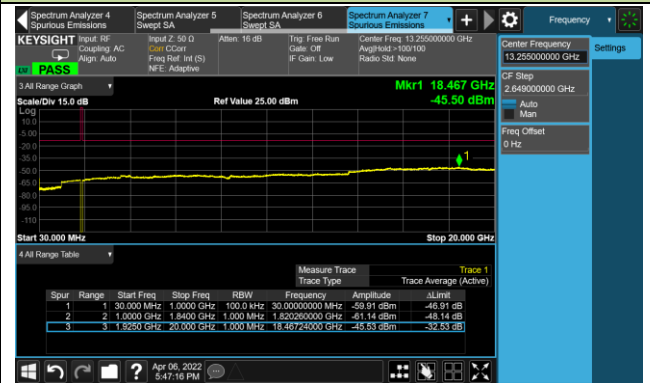 Spectrum Analyzer 4
Spurious Emissions
Spectrum Analyzer 5
Swept SA
Spectrum Analyzer 6
Swept SA
Spectrum Analyzer 7
Spurious Emissions
Frequency
KEYSIGHT
Input: RF
Coupling: AC
Align: Auto
Input Z: 50 Ω
Corr CCorr
Freq Ref: Int (S)
NFE: Adaptive
Atten: 16 dB
Trig: Free Run
Gate: Off
IF Gain: Low
Center Freq: 13.255000000 GHz
Avg|Hold:>100/100
Radio Std: None
PASS
Center Frequency
13.255000000 GHz
Settings
CF Step
2.649000000 GHz
Auto
Man
Freq Offset
0 Hz
3 All Range Graph
Mkr1 18.467 GHz
Scale/Div 15.0 dB
Ref Value 25.00 dBm
-45.50 dBm
Log
10.0
-5.00
-20.0
-35.0
-50.0
-65.0
-80.0
-95.0
-110
1
Start 30.000 MHz
Stop 20.000 GHz
4 All Range Table
Measure Trace Trace 1
Trace Type Trace Average (Active)
Spur Range Start Freq Stop Freq RBW Frequency Amplitude ΔLimit
1 1 30.000 MHz 1.0000 GHz 100.0 kHz 30.00000000 MHz -59.91 dBm -46.91 dB
2 2 1.0000 GHz 1.8400 GHz 1.000 MHz 1.820260000 GHz -61.14 dBm -48.14 dB
3 3 1.9250 GHz 20.000 GHz 1.000 MHz 18.46724000 GHz -45.53 dBm -32.53 dB
Apr 06, 2022
5:47:16 PM